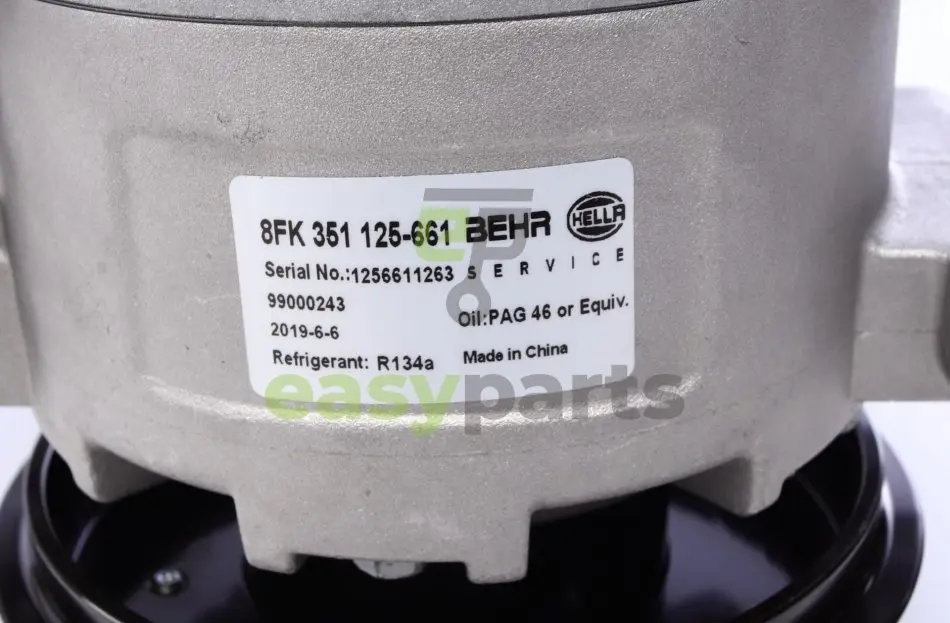 8FK 351 125-661 BEHR HELLA
Serial No.:1256611263 SERVICE
99000243
2019-6-6 Oil:PAG 46 or Equiv.
Refrigerant: R134a Made in China
ep
easyparts